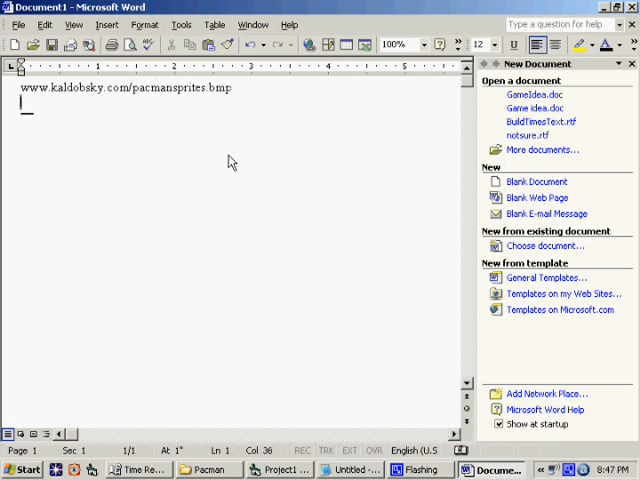 Document1 - Microsoft Word
File Edit View Insert Format Tools Table Window Help
Type a question for help
100% 12 U A
1 2 3 4 5
www.kaldobsky.com/pacmansprites.bmp
New Document
Open a document
GameIdea.doc
Game idea.doc
BuildTimesText.rtf
notsure.rtf
More documents...
New
Blank Document
Blank Web Page
Blank E-mail Message
New from existing document
Choose document...
New from template
General Templates...
Templates on my Web Sites...
Templates on Microsoft.com
Add Network Place...
Microsoft Word Help
Show at startup
Page 1 Sec 1 1/1 At 1" Ln 1 Col 36 REC TRK EXT OVR English (U.S
Start Time Re... Pacman Project1 ... Untitled - ... Flashing Docume... 8:47 PM